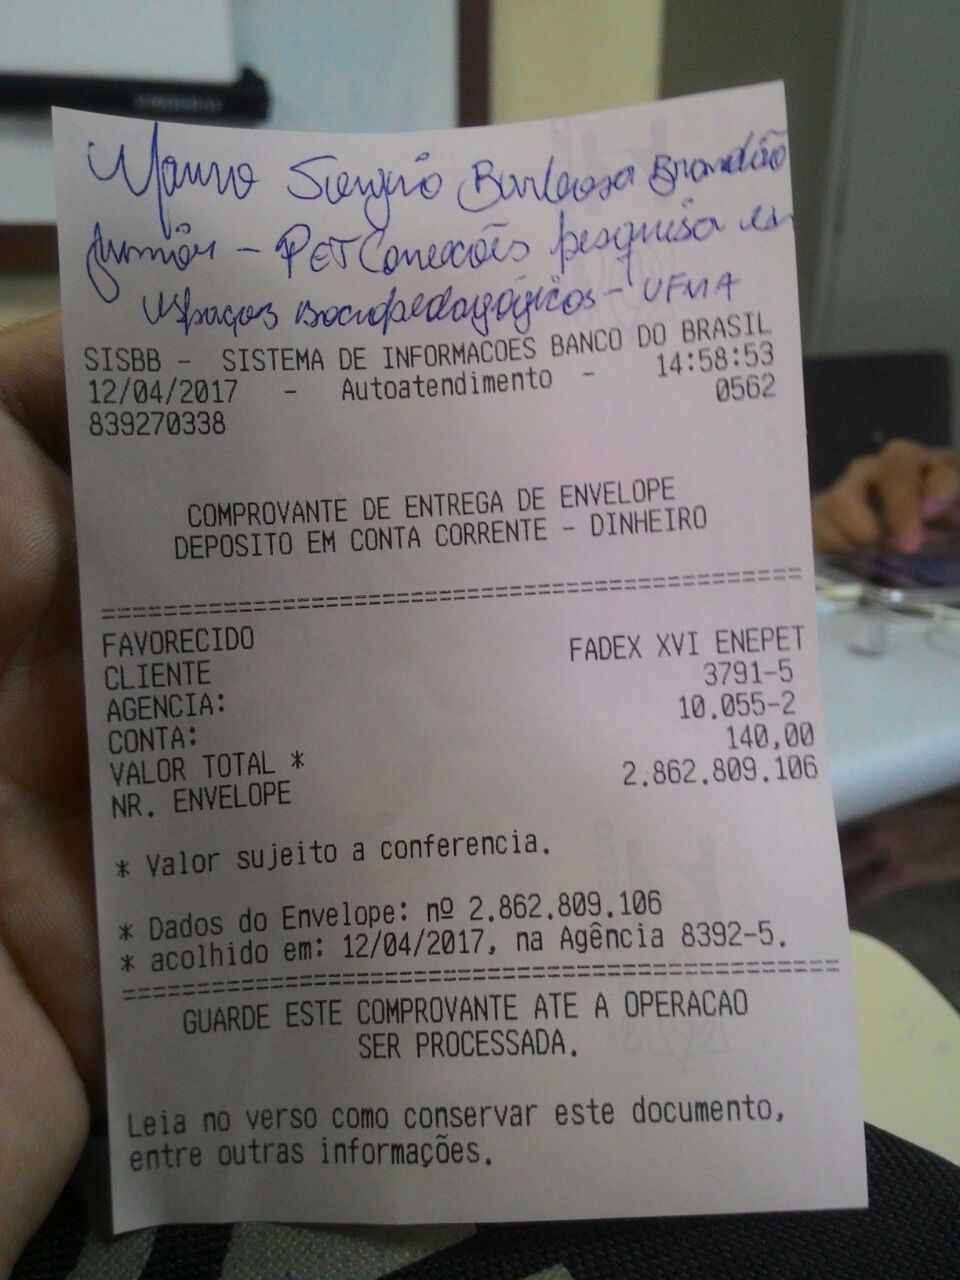 Mauro Sergio Barbosa Brandão
Júnior - PET Conexões pesquisa em
espaços sociopedagógicos - UFMA
SISBB - SISTEMA DE INFORMACOES BANCO DO BRASIL
12/04/2017 - Autoatendimento - 14:58:53
839270338 0562
COMPROVANTE DE ENTREGA DE ENVELOPE
DEPOSITO EM CONTA CORRENTE - DINHEIRO
================================================
FAVORECIDO
CLIENTE FADEX XVI ENEPET
AGENCIA: 3791-5
CONTA: 10.055-2
VALOR TOTAL * 140,00
NR. ENVELOPE 2.862.809.106
* Valor sujeito a conferencia.
* Dados do Envelope: nº 2.862.809.106
* acolhido em: 12/04/2017, na Agência 8392-5.
================================================
GUARDE ESTE COMPROVANTE ATE A OPERACAO
SER PROCESSADA.
Leia no verso como conservar este documento,
entre outras informações.